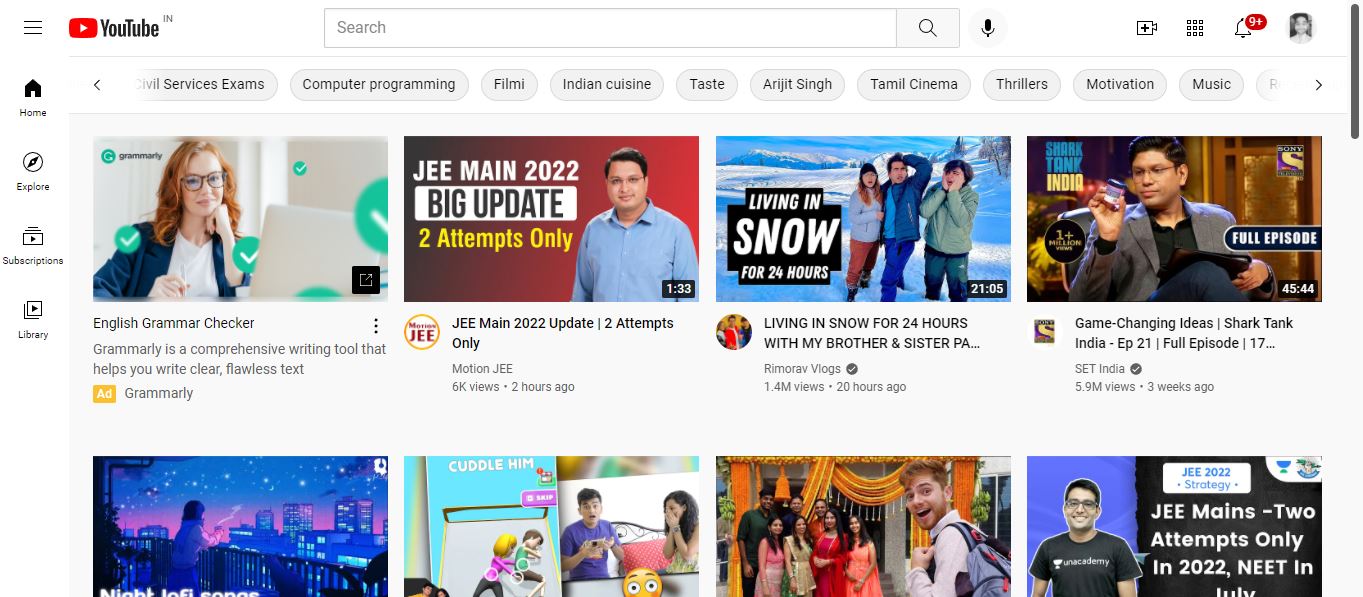 YouTube IN
Search
9+
Civil Services Exams
Computer programming
Filmi
Indian cuisine
Taste
Arijit Singh
Tamil Cinema
Thrillers
Motivation
Music
Home
Explore
Subscriptions
Library
grammarly
English Grammar Checker
Grammarly is a comprehensive writing tool that
helps you write clear, flawless text
Ad Grammarly
JEE MAIN 2022
BIG UPDATE
2 Attempts Only
1:33
MOTION
JEE
JEE Main 2022 Update | 2 Attempts
Only
Motion JEE
6K views • 2 hours ago
LIVING IN
SNOW
FOR 24 HOURS
21:05
LIVING IN SNOW FOR 24 HOURS
WITH MY BROTHER & SISTER PA...
Rimorav Vlogs
1.4M views • 20 hours ago
SHARK
TANK
INDIA
SONY
1+
MILLION
VIEWS
FULL EPISODE
45:44
SONY
Game-Changing Ideas | Shark Tank
India - Ep 21 | Full Episode | 17...
SET India
5.9M views • 3 weeks ago
Night lofi songs
CUDDLE HIM
SKIP
JEE 2022
• Strategy •
JEE Mains -Two
Attempts Only
In 2022, NEET In
July
unacademy